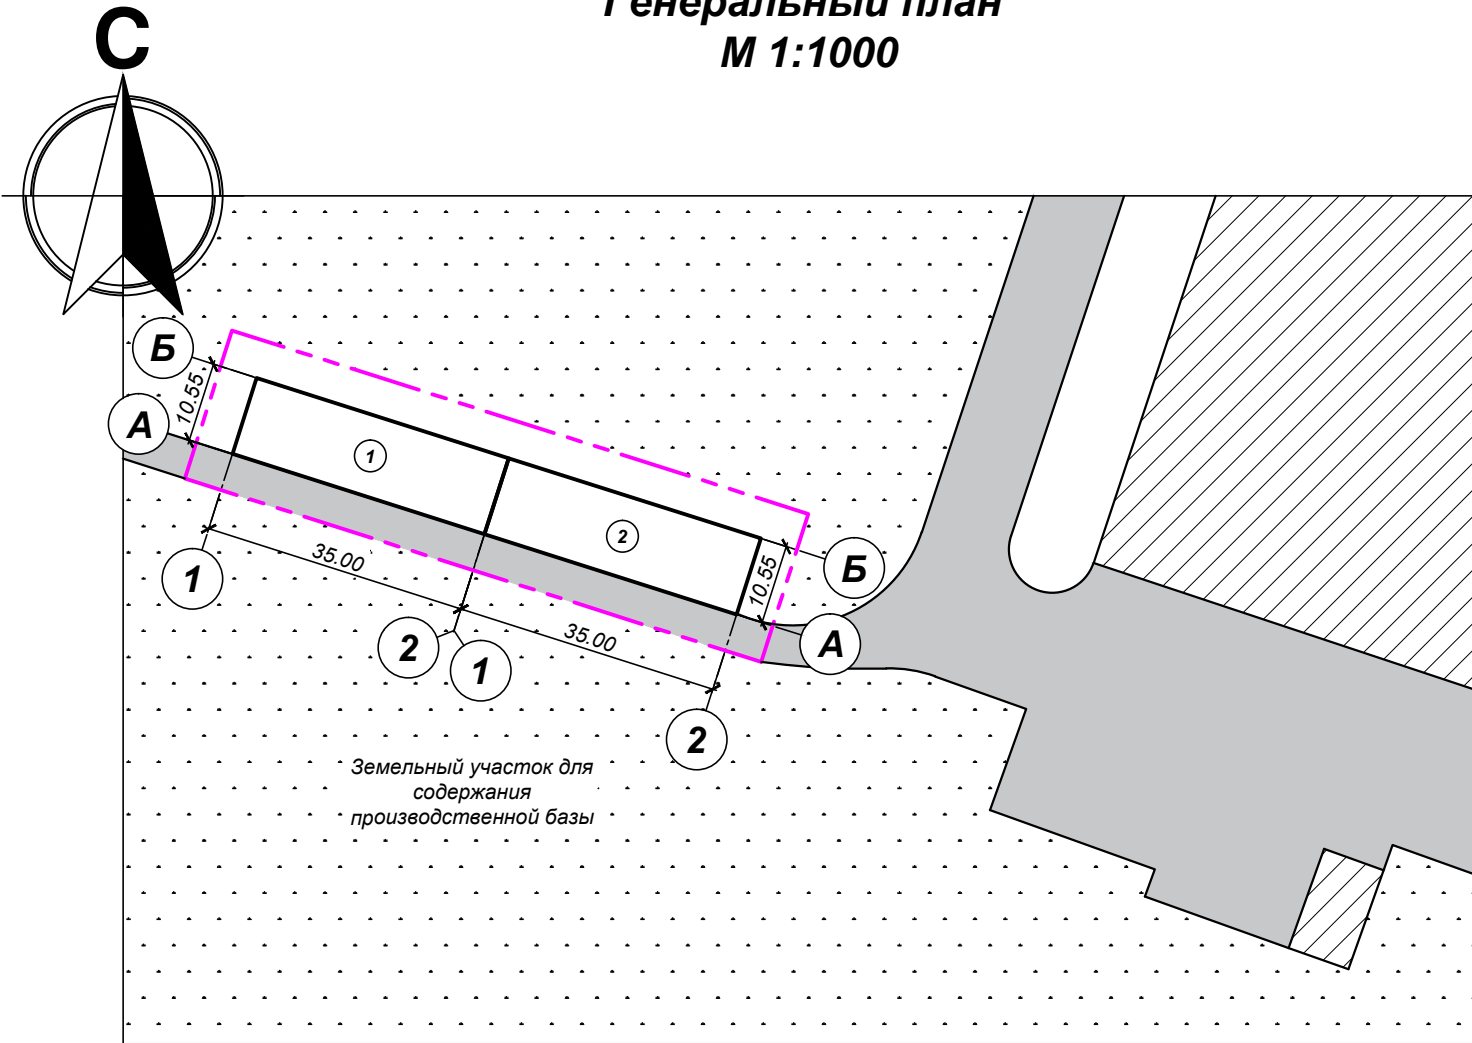 Генеральный план
М 1:1000
С
Б
10.55
А
1
2
35.00
1
35.00
2
1
2
10.55
Б
А
Земельный участок для
содержания
производственной базы